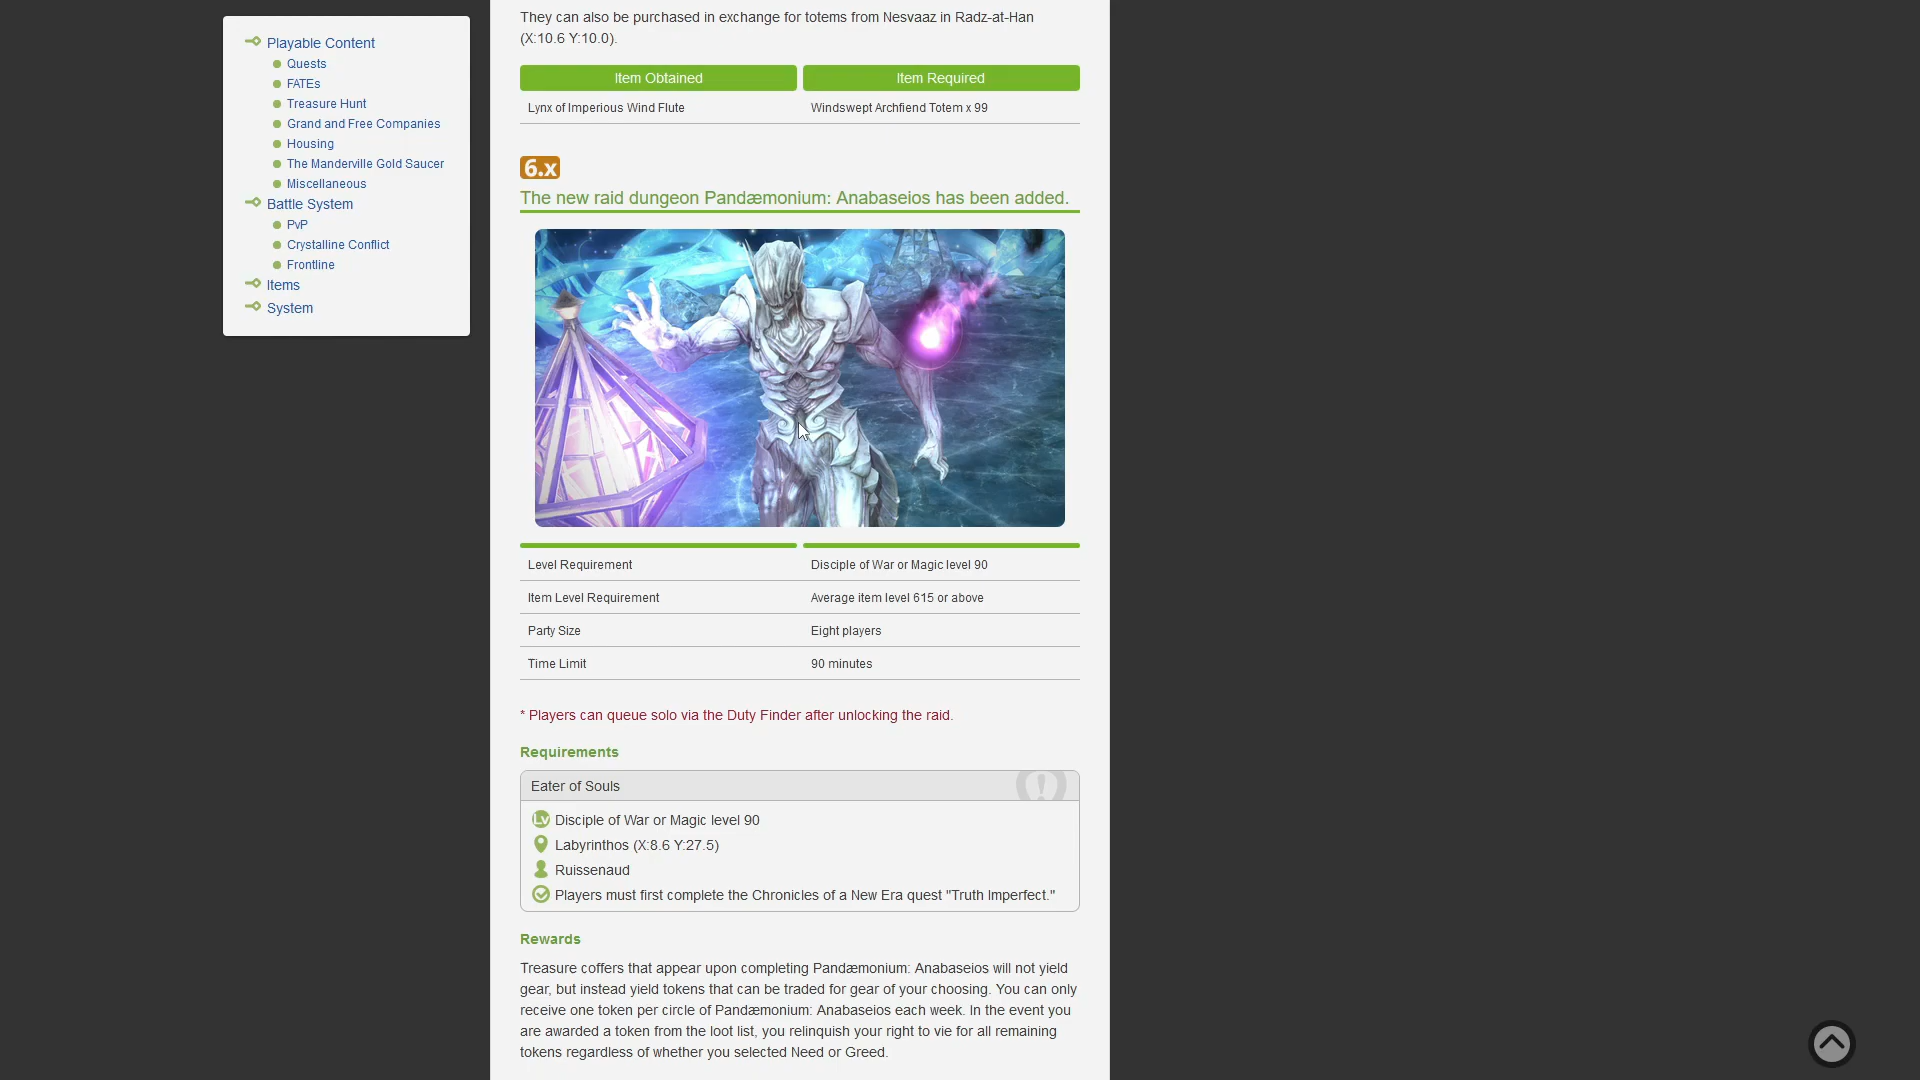 Playable Content
Quests
FATEs
Treasure Hunt
Grand and Free Companies
Housing
The Manderville Gold Saucer
Miscellaneous
Battle System
PvP
Crystalline Conflict
Frontline
Items
System
They can also be purchased in exchange for totems from Nesvaaz in Radz-at-Han
(X:10.6 Y:10.0).
Item Obtained Item Required
Lynx of Imperious Wind Flute Windswept Archfiend Totem x 99
6.x
The new raid dungeon Pandæmonium: Anabaseios has been added.
Level Requirement Disciple of War or Magic level 90
Item Level Requirement Average item level 615 or above
Party Size Eight players
Time Limit 90 minutes
* Players can queue solo via the Duty Finder after unlocking the raid.
Requirements
Eater of Souls
Lv Disciple of War or Magic level 90
Labyrinthos (X:8.6 Y:27.5)
Ruissenaud
Players must first complete the Chronicles of a New Era quest "Truth Imperfect."
Rewards
Treasure coffers that appear upon completing Pandæmonium: Anabaseios will not yield
gear, but instead yield tokens that can be traded for gear of your choosing. You can only
receive one token per circle of Pandæmonium: Anabaseios each week. In the event you
are awarded a token from the loot list, you relinquish your right to vie for all remaining
tokens regardless of whether you selected Need or Greed.